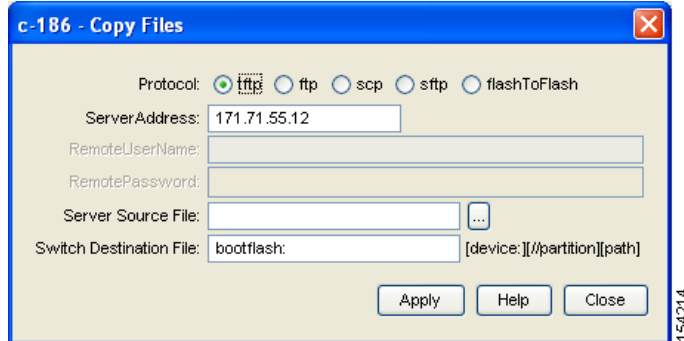 c-186 - Copy Files
Protocol: tftp ftp scp sftp flashToFlash
ServerAddress: 171.71.55.12
RemoteUserName:
RemotePassword:
Server Source File: ...
Switch Destination File: bootflash: [device:][//partition][path]
Apply Help Close
154214